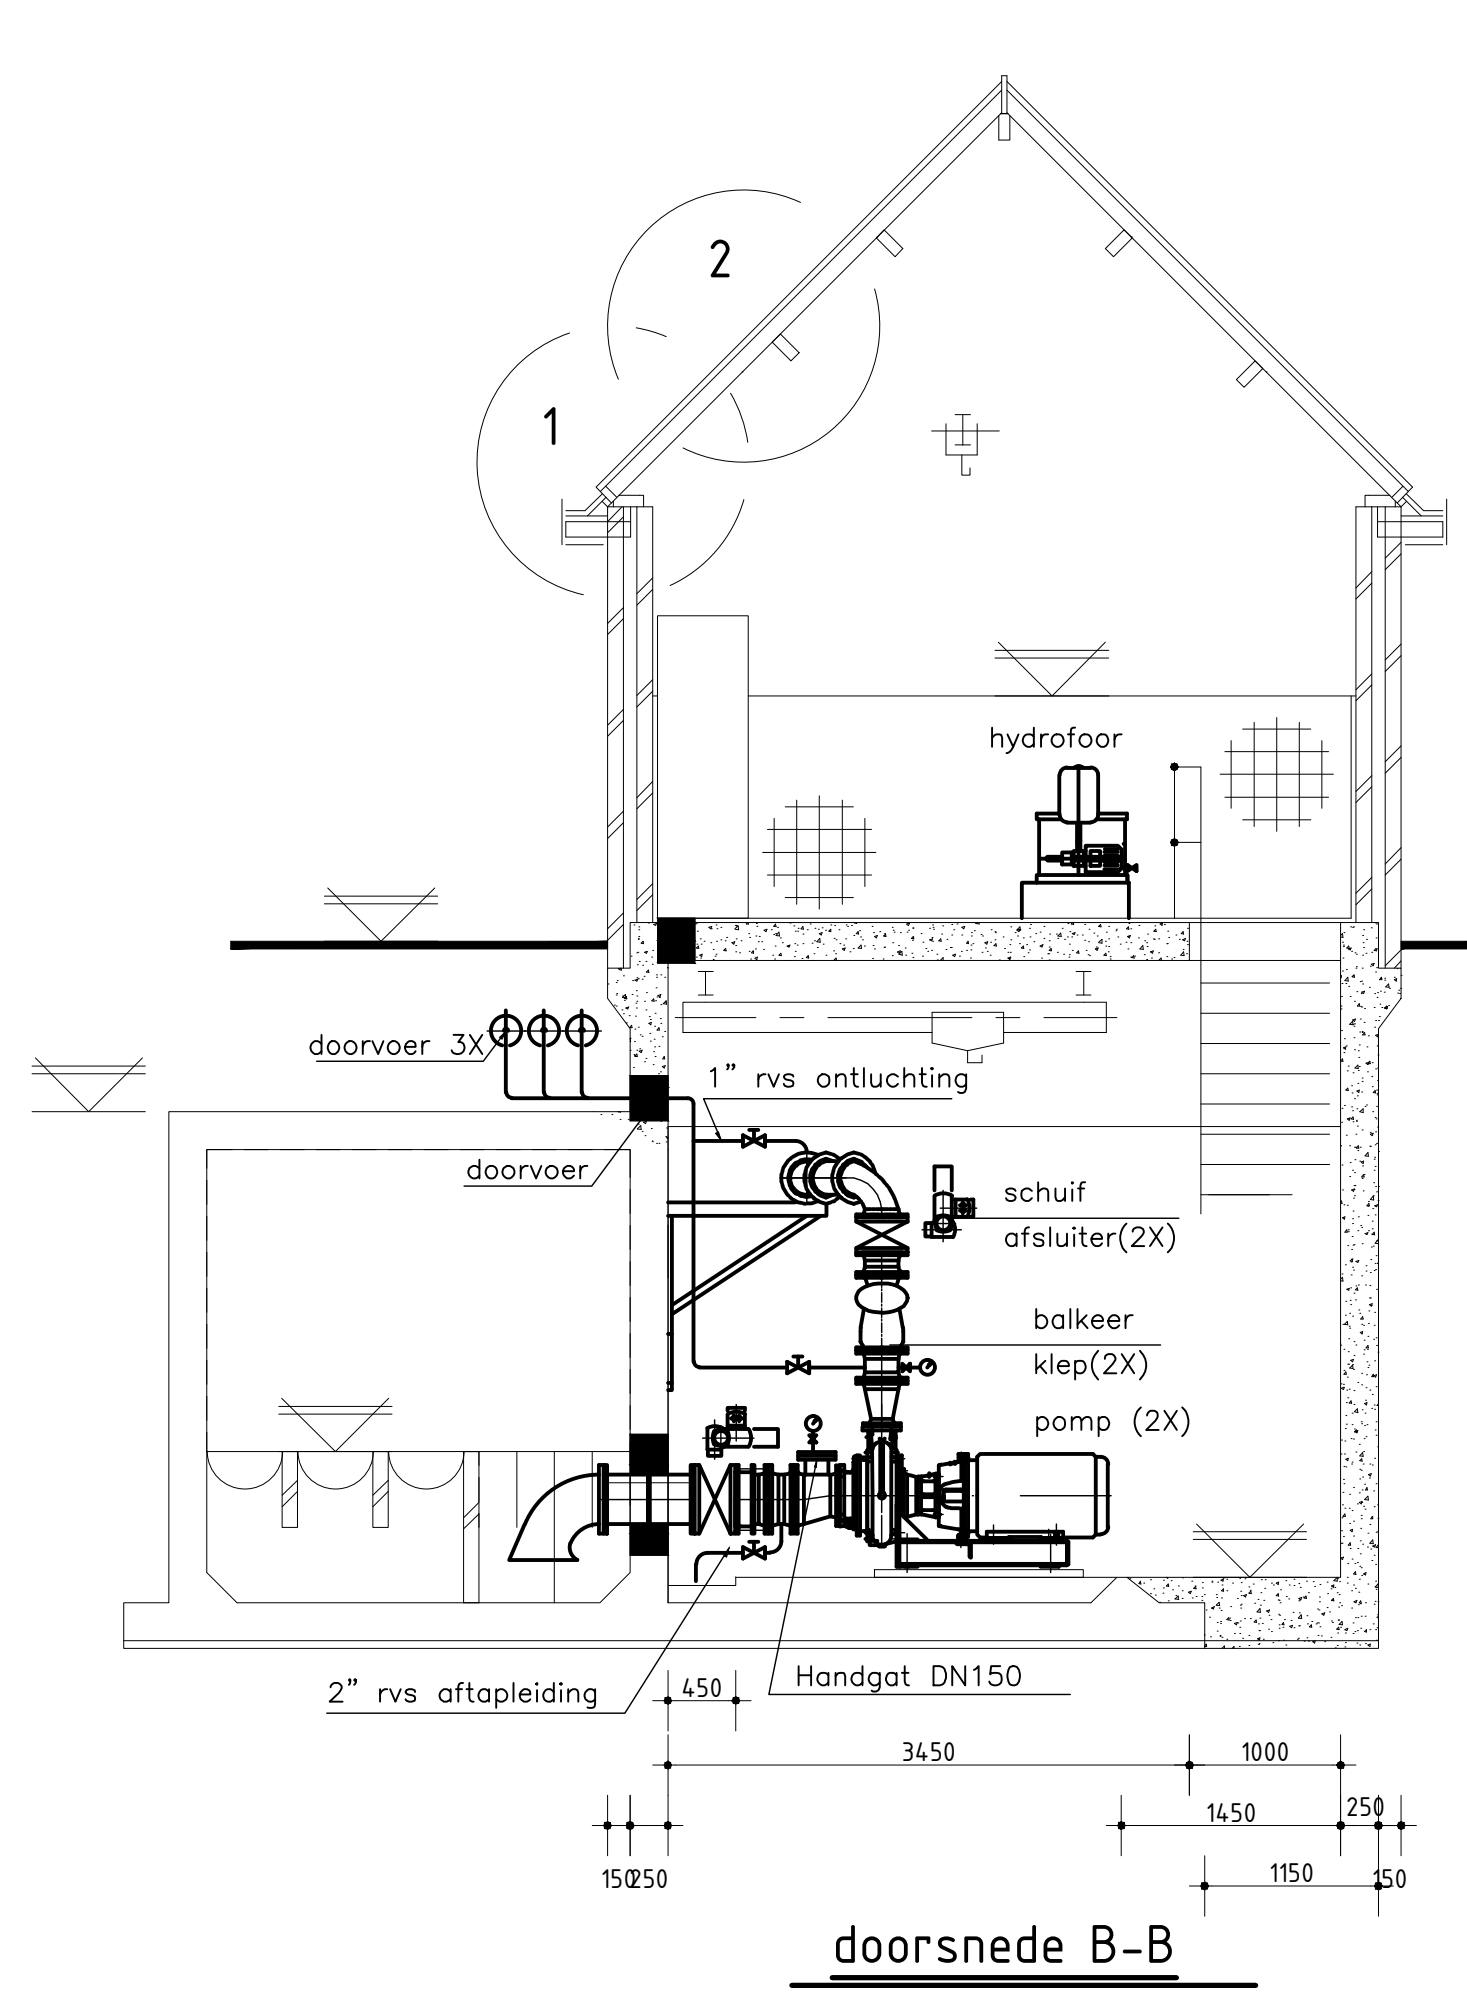 2
1
hydrofoor
doorvoer 3X
1” rvs ontluchting
doorvoer
schuif
afsluiter(2X)
balkeer
klep(2X)
pomp (2X)
2” rvs aftapleiding
450
Handgat DN150
3450
1000
1450
250
150
250
1150
150
doorsnede B-B